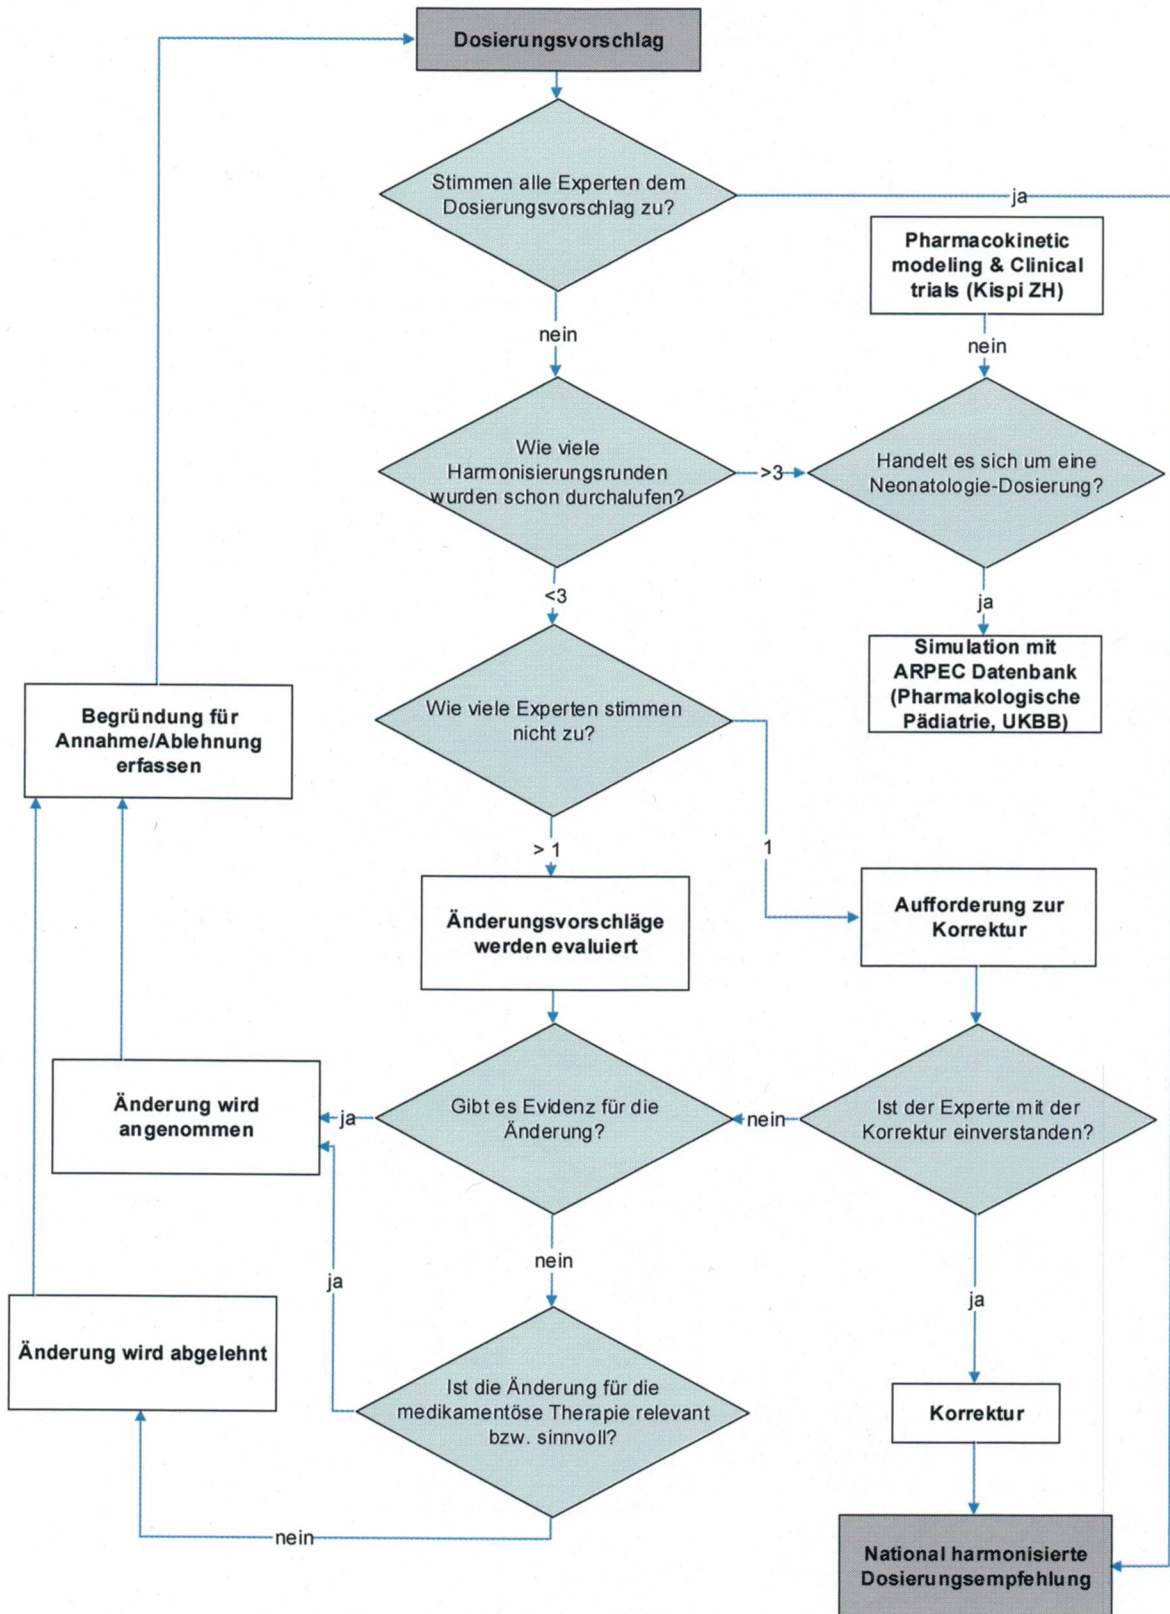 Dosierungsvorschlag
Stimmen alle Experten dem
Dosierungsvorschlag zu?
ja
Pharmacokinetic
modeling & Clinical
trials (Kispi ZH)
nein
nein
Wie viele
Harmonisierungsrunden
wurden schon durchalufen?
>3
Handelt es sich um eine
Neonatologie-Dosierung?
<3
ja
Simulation mit
ARPEC Datenbank
(Pharmakologische
Pädiatrie, UKBB)
Wie viele Experten stimmen
nicht zu?
Begründung für
Annahme/Ablehnung
erfassen
> 1
1
Änderungsvorschläge
werden evaluiert
Aufforderung zur
Korrektur
Änderung wird
angenommen
ja
Gibt es Evidenz für die
Änderung?
nein
Ist der Experte mit der
Korrektur einverstanden?
nein
ja
ja
Änderung wird abgelehnt
Ist die Änderung für die
medikamentöse Therapie relevant
bzw. sinnvoll?
Korrektur
nein
National harmonisierte
Dosierungsempfehlung